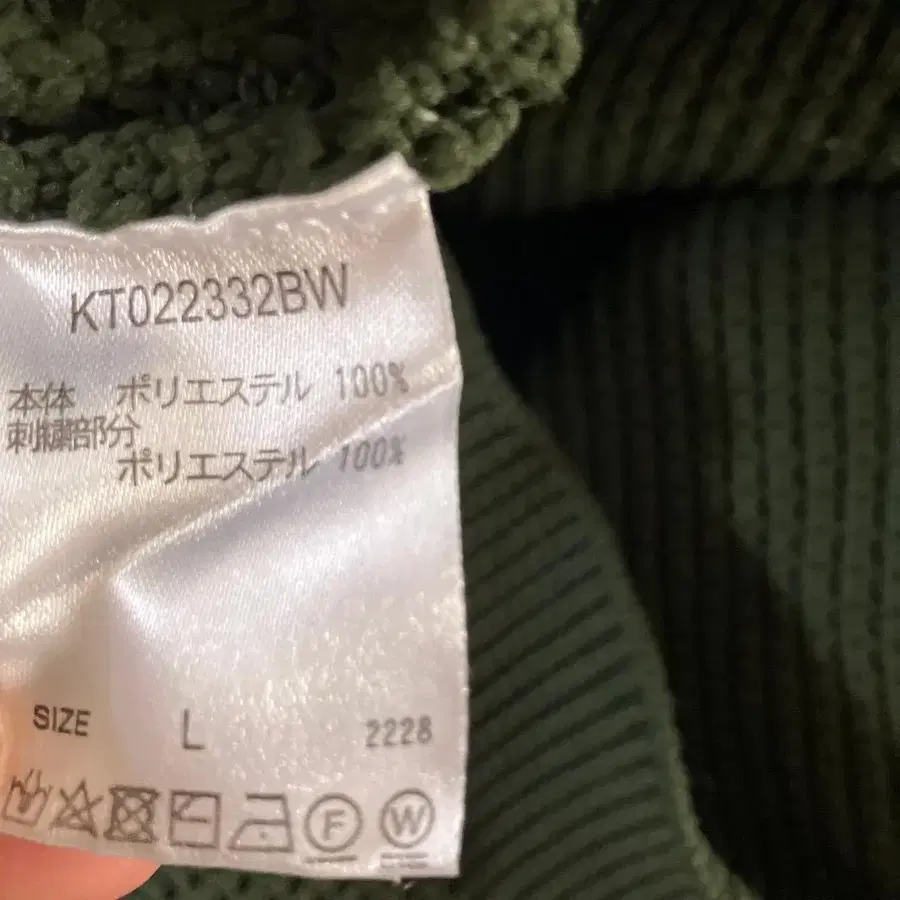 KT022332BW
本体 ポリエステル 100%
刺繍部分
ポリエステル 100%
SIZE L 2228
F W